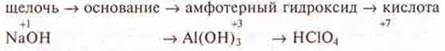 щелочь → основание → амфотерный гидроксид → кислота
+1 +3 +7
NaOH → Al(OH)₃ → HClO₄